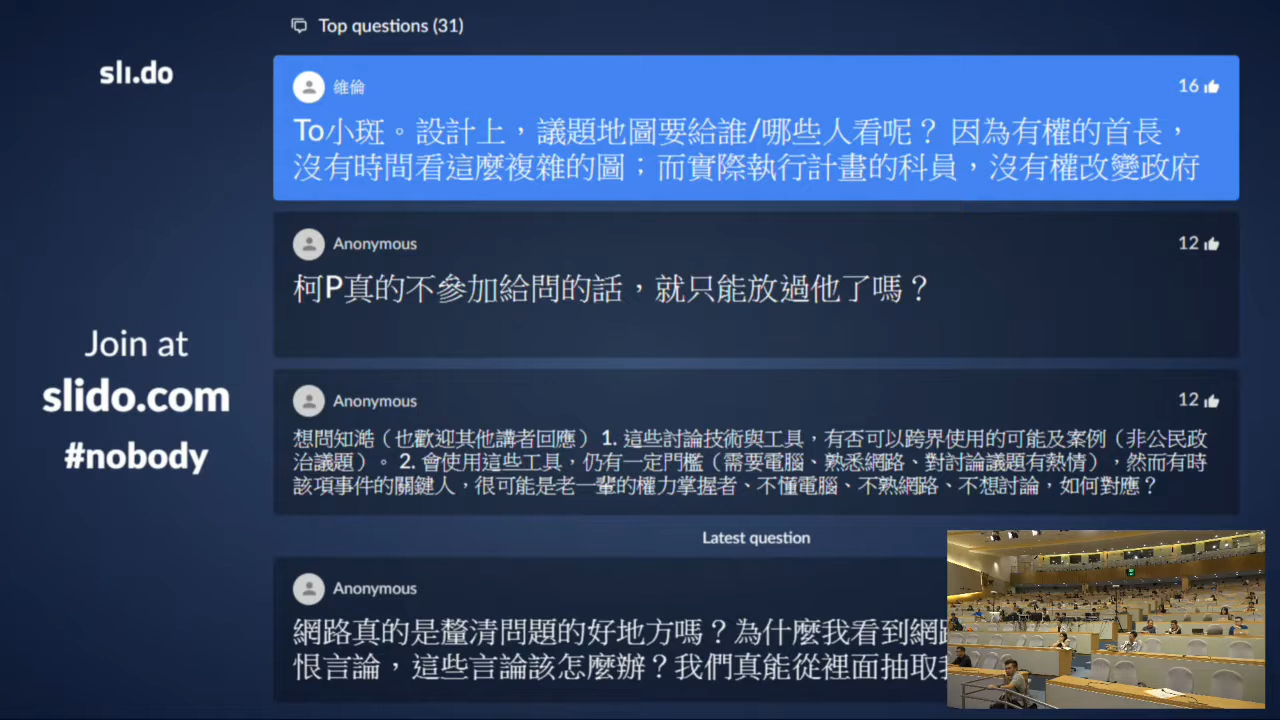 Top questions (31)
sli.do
維倫
16
To小斑。設計上，議題地圖要給誰/哪些人看呢？ 因為有權的首長，
沒有時間看這麼複雜的圖；而實際執行計畫的科員，沒有權改變政府
Anonymous
12
柯P真的不參加給問的話，就只能放過他了嗎？
Join at
slido.com
#nobody
Anonymous
12
想問知澔（也歡迎其他講者回應） 1. 這些討論技術與工具，有否可以跨界使用的可能及案例（非公民政
治議題）。 2. 會使用這些工具，仍有一定門檻（需要電腦、熟悉網路、對討論議題有熱情），然而有時
該項事件的關鍵人，很可能是老一輩的權力掌握者、不懂電腦、不熟網路、不想討論，如何對應？
Latest question
Anonymous
網路真的是釐清問題的好地方嗎？為什麼我看到網
恨言論，這些言論該怎麼辦？我們真能從裡面抽取